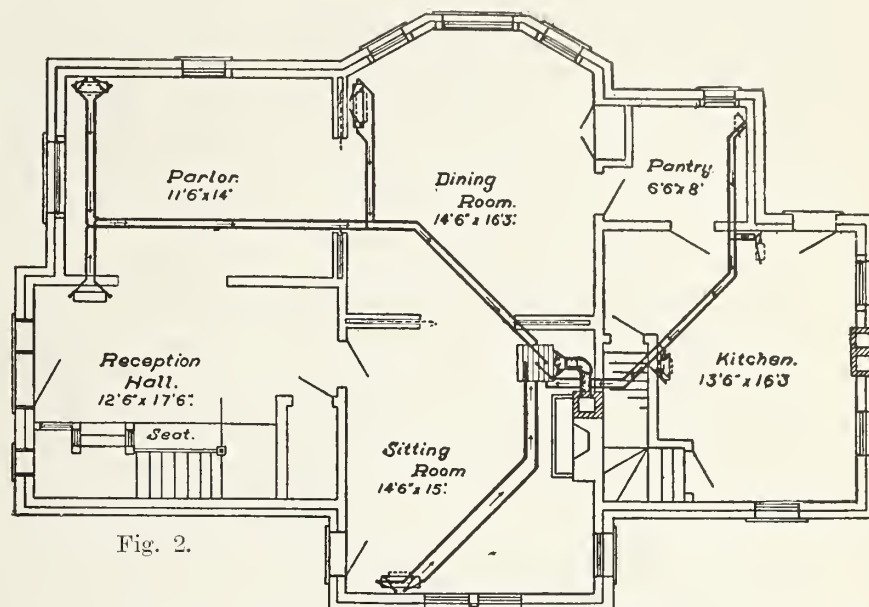 Parlor.
11'6"x14'
Dining
Room.
14'6" x 16'3"
Pantry.
6'6"x 8'
Reception
Hall.
12'6"x 17'6"
Seat.
Sitting
Room
14'6" x 15'
Kitchen.
13'6" x 16'3
Fig. 2.